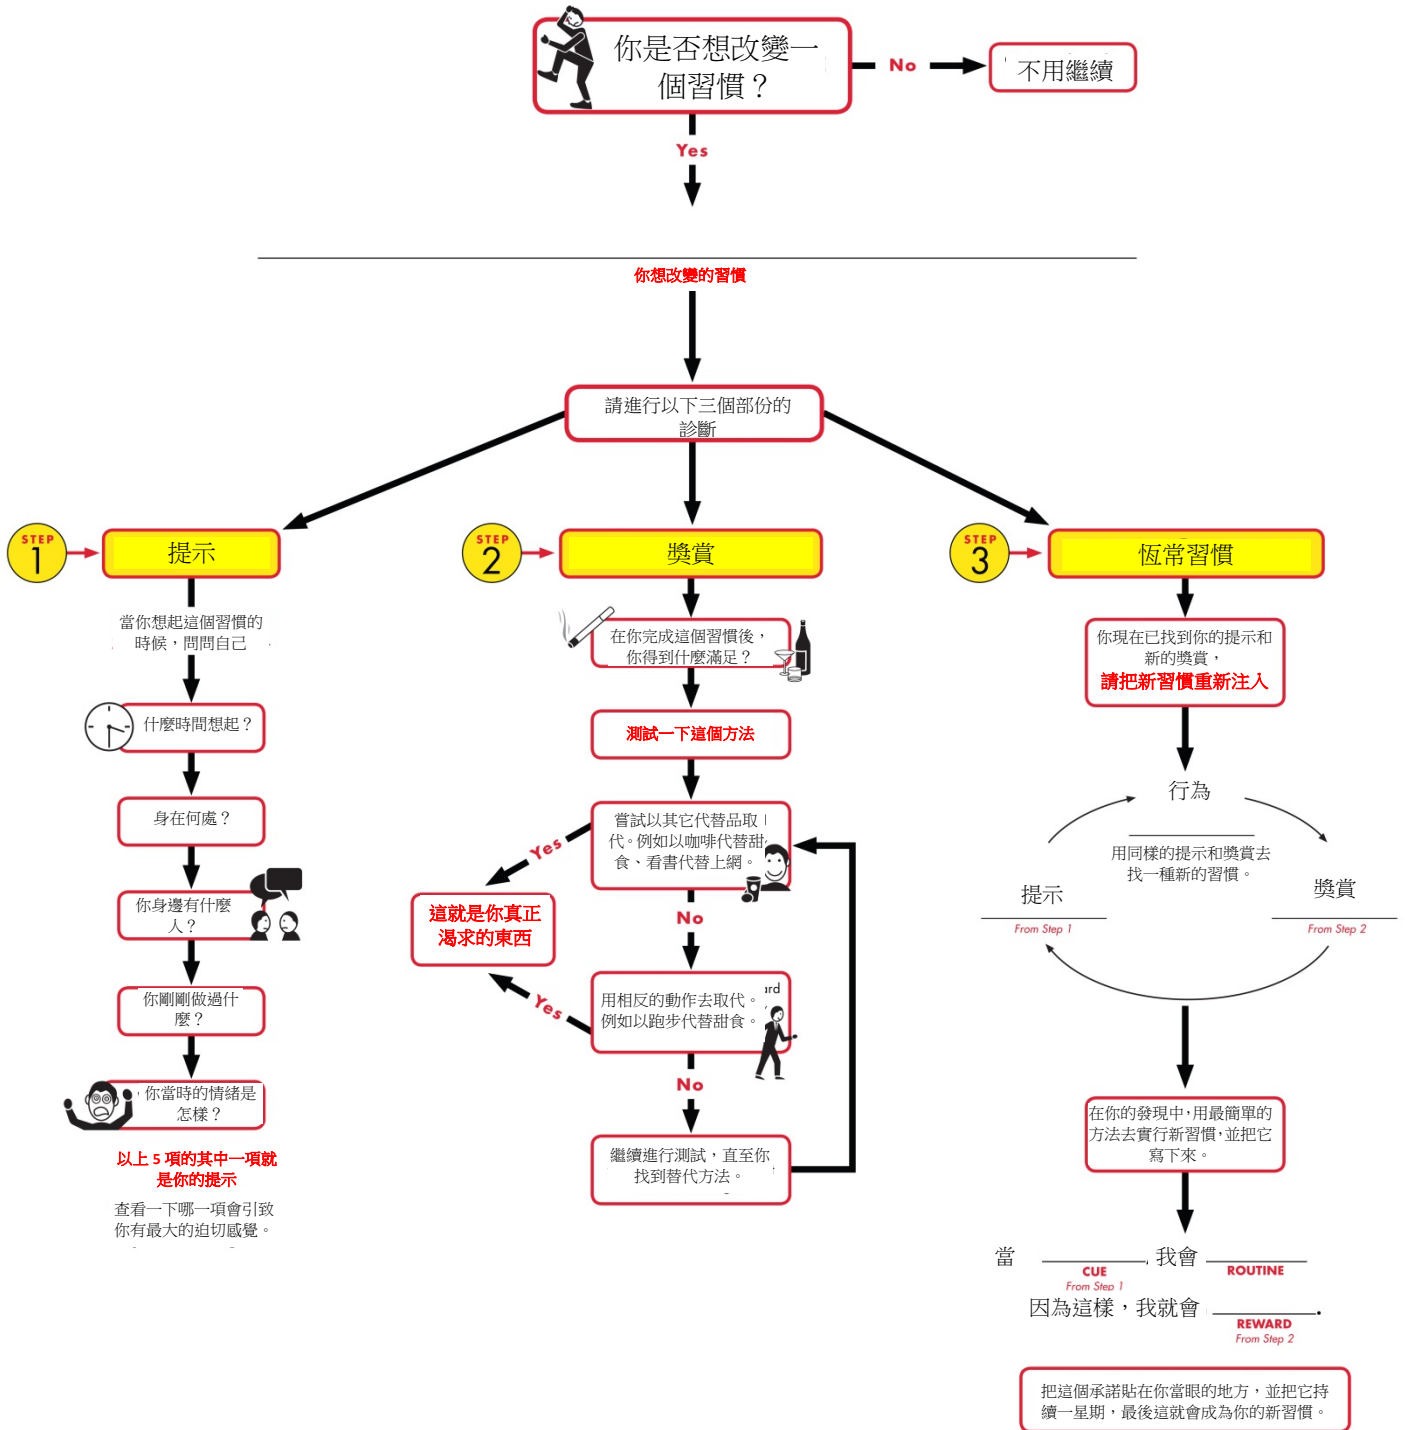 你是否想改變一
個習慣？
No
不用繼續
Yes
你想改變的習慣
請進行以下三個部份的
診斷
STEP
1
提示
當你想起這個習慣的
時候，問問自己
什麼時間想起？
身在何處？
你身邊有什麼
人？
你剛剛做過什
麼？
你當時的情緒是
怎樣？
以上 5 項的其中一項就
是你的提示
查看一下哪一項會引致
你有最大的迫切感覺。
STEP
2
獎賞
在你完成這個習慣後，
你得到什麼滿足？
測試一下這個方法
嘗試以其它代替品取
代。例如以咖啡代替甜
食、看書代替上網。
Yes
這就是你真正
渴求的東西
No
用相反的動作去取代。
例如以跑步代替甜食。
ard
Yes
No
繼續進行測試，直至你
找到替代方法。
STEP
3
恆常習慣
你現在已找到你的提示和
新的獎賞，
請把新習慣重新注入
行為
用同樣的提示和獎賞去
找一種新的習慣。
提示
From Step 1
獎賞
From Step 2
在你的發現中，用最簡單的
方法去實行新習慣，並把它
寫下來。
當 ，我會
CUE ROUTINE
From Step 1
因為這樣，我就會 .
REWARD
From Step 2
把這個承諾貼在你當眼的地方，並把它持
續一星期，最後這就會成為你的新習慣。